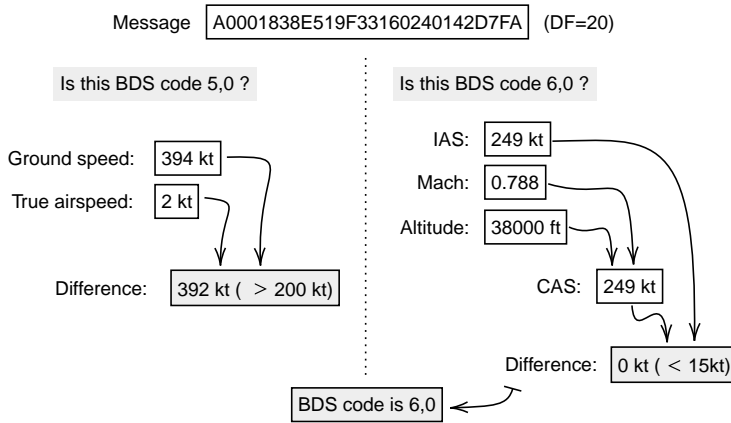 Message A0001838E519F33160240142D7FA (DF=20)
Is this BDS code 5,0 ?
Ground speed: 394 kt
True airspeed: 2 kt
Difference: 392 kt ( > 200 kt)
Is this BDS code 6,0 ?
IAS: 249 kt
Mach: 0.788
Altitude: 38000 ft
CAS: 249 kt
Difference: 0 kt ( < 15kt)
BDS code is 6,0